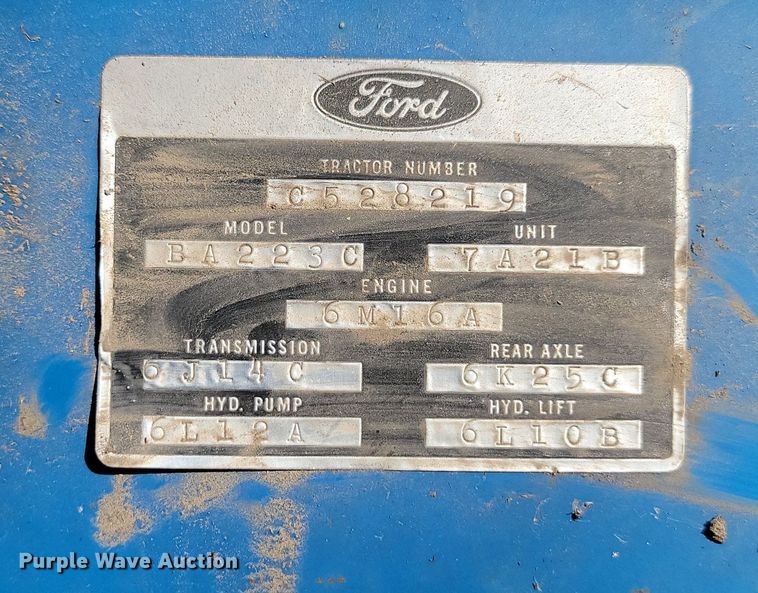 Ford
TRACTOR NUMBER
C528219
MODEL UNIT
BA223C 7A21B
ENGINE
6M16A
TRANSMISSION REAR AXLE
6J14C 6K25C
HYD. PUMP HYD. LIFT
6L12A 6L10B
Purple Wave Auction